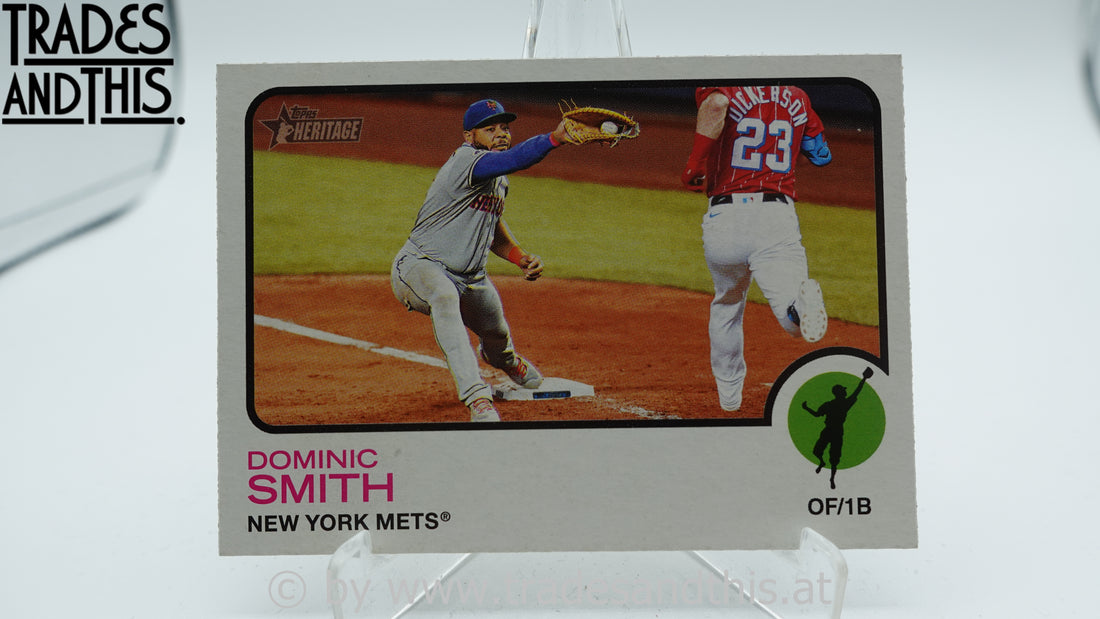 TRADES
ANDTHIS.
TOPPS
HERITAGE
DICKERSON
23
DOMINIC
SMITH
NEW YORK METS®
OF/1B
© by www.tradesandthis.at